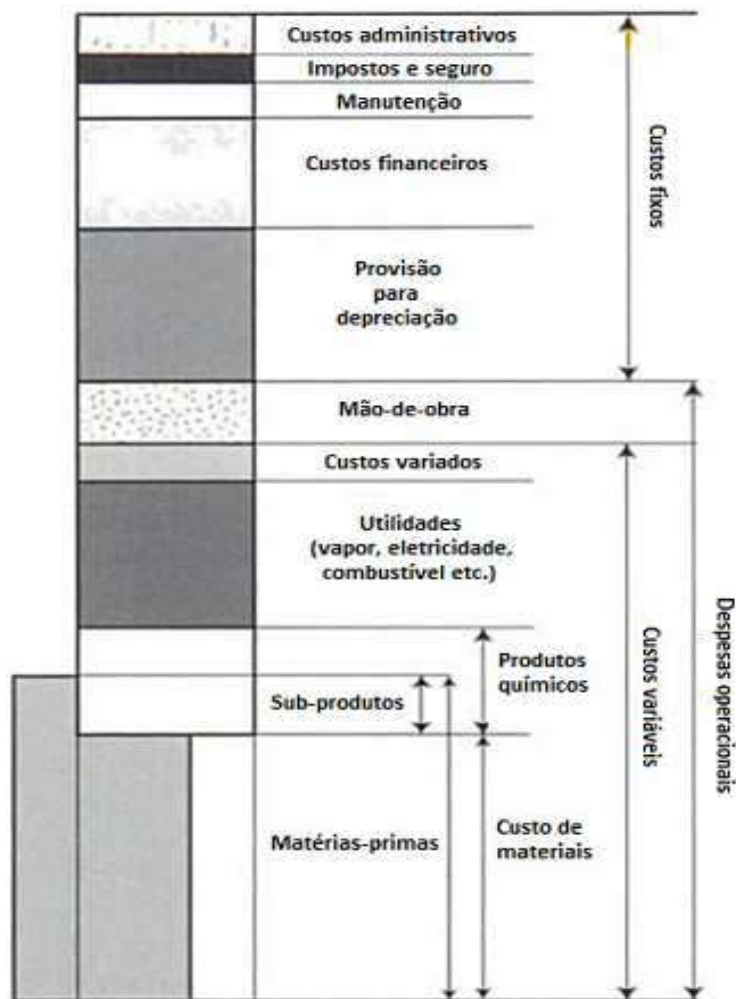 Custos administrativos
Impostos e seguro
Manutenção
Custos financeiros
Provisão
para
depreciação
Mão-de-obra
Custos variados
Utilidades
(vapor, eletricidade,
combustível etc.)
Produtos
químicos
Sub-produtos
Matérias-primas
Custo de
materiais
Custos fixos
Custos variáveis
Despesas operacionais